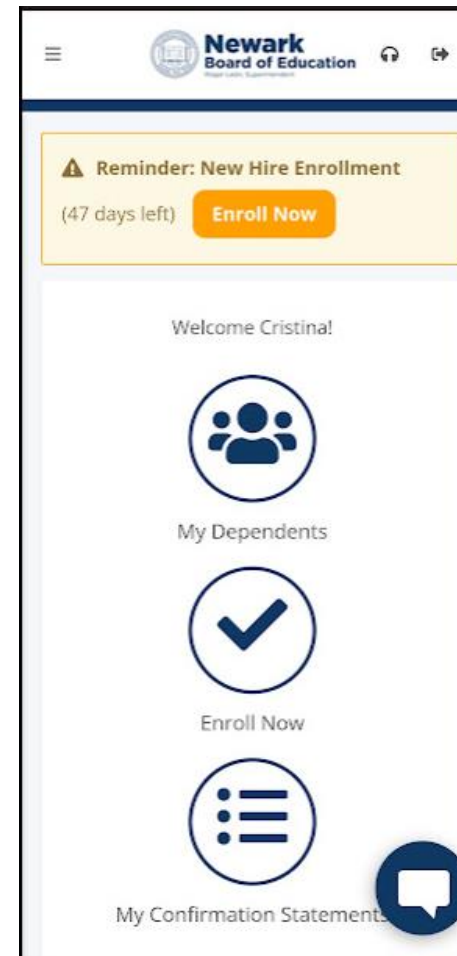 Newark
Board of Education
Reminder: New Hire Enrollment
(47 days left) Enroll Now
Welcome Cristina!
My Dependents
Enroll Now
My Confirmation Statements